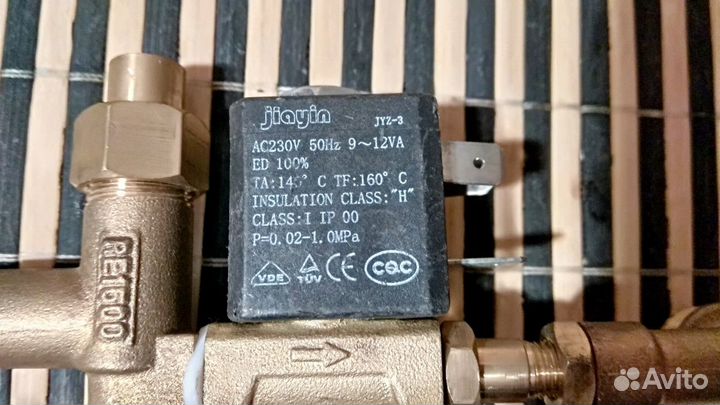 jiayin
JYZ-3
AC230V 50Hz 9~12VA
ED 100%
TA:145° C TF:160° C
INSULATION CLASS:"H"
CLASS:I IP 00
P=0.02-1.0MPa
VDE TÜV CE CQC
RE1500
Avito